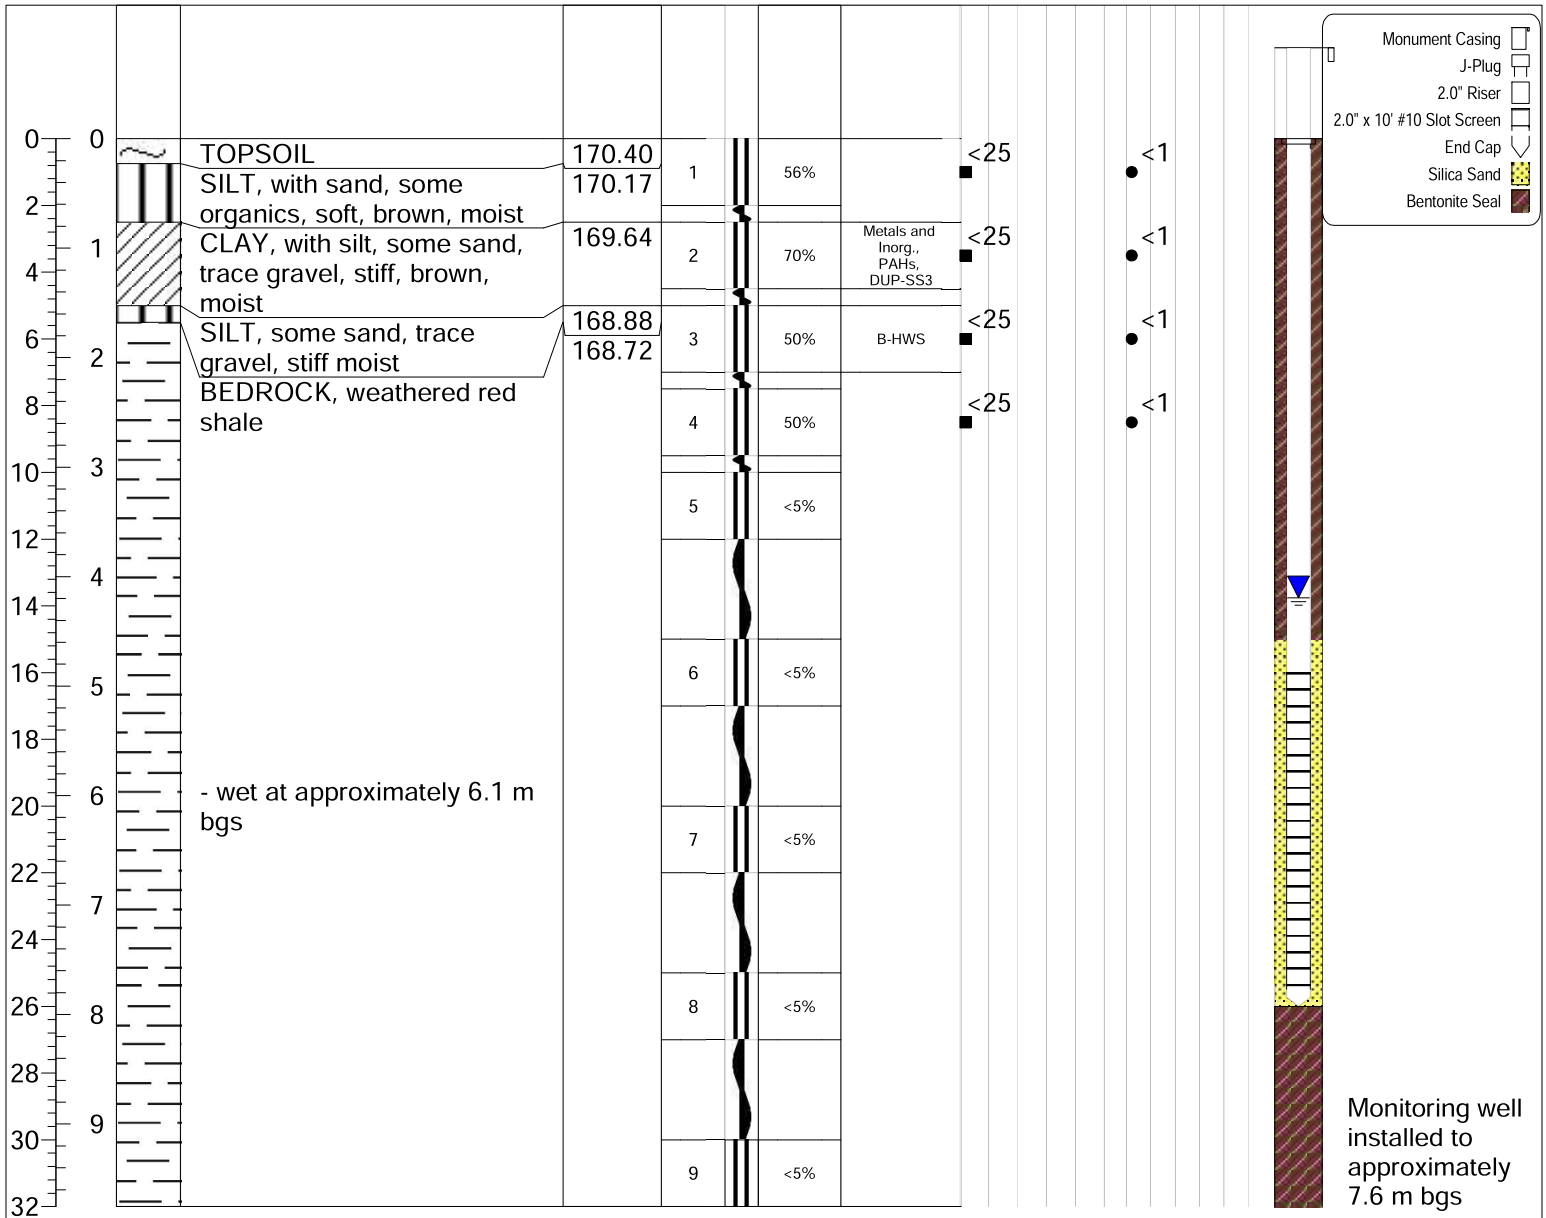 Monument Casing
J-Plug
2.0" Riser
2.0" x 10' #10 Slot Screen
End Cap
Silica Sand
Bentonite Seal
0 0
2
1
4
6
2
8
3
10
12
4
14
16
5
18
6
20
22
7
24
26
8
28
9
30
32
TOPSOIL
SILT, with sand, some
organics, soft, brown, moist
CLAY, with silt, some sand,
trace gravel, stiff, brown,
moist
SILT, some sand, trace
gravel, stiff moist
BEDROCK, weathered red
shale
- wet at approximately 6.1 m
bgs
170.40
170.17
169.64
168.88
168.72
1 56%
2 70%
3 50%
4 50%
5 <5%
6 <5%
7 <5%
8 <5%
9 <5%
Metals and
Inorg.,
PAHs,
DUP-SS3
B-HWS
<25 <1
<25 <1
<25 <1
<25 <1
Monitoring well
installed to
approximately
7.6 m bgs